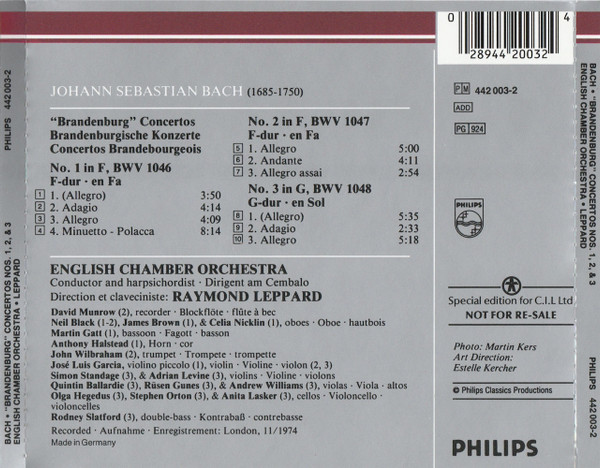 BACH • "BRANDENBURG" CONCERTOS NOS. 1, 2, & 3
ENGLISH CHAMBER ORCHESTRA • LEPPARD
PHILIPS 442 003-2
0 28944 20032 4
JOHANN SEBASTIAN BACH (1685-1750)
"Brandenburg" Concertos
Brandenburgische Konzerte
Concertos Brandebourgeois
No. 1 in F, BWV 1046
F-dur · en Fa
1 1. (Allegro) 3:50
2 2. Adagio 4:14
3 3. Allegro 4:09
4 4. Minuetto - Polacca 8:14
No. 2 in F, BWV 1047
F-dur · en Fa
5 1. Allegro 5:00
6 2. Andante 4:11
7 3. Allegro assai 2:54
No. 3 in G, BWV 1048
G-dur · en Sol
8 1. (Allegro) 5:35
9 2. Adagio 2:33
10 3. Allegro 5:18
ENGLISH CHAMBER ORCHESTRA
Conductor and harpsichordist · Dirigent am Cembalo
Direction et claveciniste: RAYMOND LEPPARD
David Munrow (2), recorder · Blockflöte · flûte à bec
Neil Black (1-2), James Brown (1), & Celia Nicklin (1), oboes · Oboe · hautbois
Martin Gatt (1), bassoon · Fagott · basson
Anthony Halstead (1), Horn · cor
John Wilbraham (2), trumpet · Trompete · trompette
José Luis Garcia, violino piccolo (1), violin · Violine · violon (2, 3)
Simon Standage (3), & Adrian Levine (3), violins · Violine · violons
Quintin Ballardie (3), Rüsen Gunes (3), & Andrew Williams (3), violas · Viola · altos
Olga Hegedus (3), Stephen Orton (3), & Anita Lasker (3), cellos · Violoncello ·
violoncelles
Rodney Slatford (3), double-bass · Kontrabaß · contrebasse
Recorded · Aufnahme · Enregistrement: London, 11/1974
Made in Germany
P M 442 003-2
ADD
PG 924
PHILIPS
Special edition for C.I.L Ltd
NOT FOR RE-SALE
Photo: Martin Kers
Art Direction:
Estelle Kercher
℗ Philips Classics Productions
PHILIPS
BACH • "BRANDENBURG" CONCERTOS NOS. 1, 2, & 3
ENGLISH CHAMBER ORCHESTRA • LEPPARD
PHILIPS 442 003-2